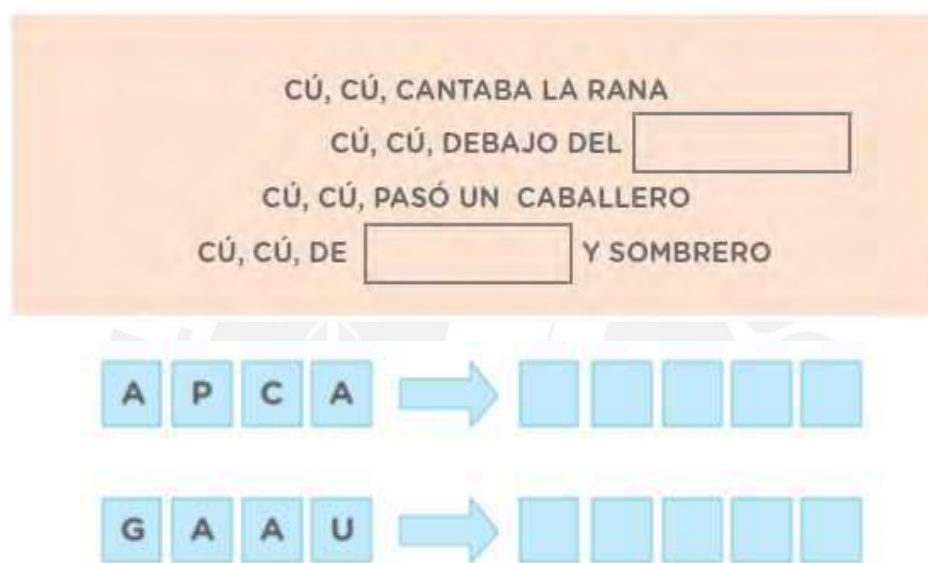 CÚ, CÚ, CANTABA LA RANA
CÚ, CÚ, DEBAJO DEL
CÚ, CÚ, PASÓ UN CABALLERO
CÚ, CÚ, DE Y SOMBRERO
A P C A
G A A U